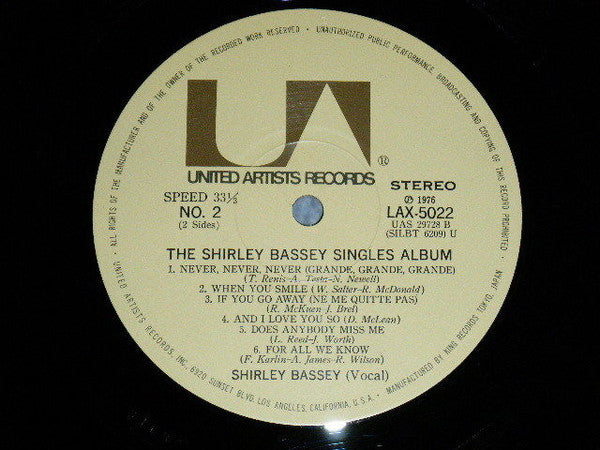 ALL RIGHTS OF THE MANUFACTURER AND OF THE OWNER OF THE RECORDED WORK RESERVED · UNAUTHORIZED PUBLIC PERFORMANCE, BROADCASTING AND COPYING OF THIS RECORD PROHIBITED.
UA
®
UNITED ARTISTS RECORDS
SPEED 33⅓
STEREO
NO. 2
℗ 1976
(2 Sides)
LAX-5022
UAS 29728 B
(SILBT 6209) U
THE SHIRLEY BASSEY SINGLES ALBUM
1. NEVER, NEVER, NEVER (GRANDE, GRANDE, GRANDE)
(T. Renis-A. Testa-N. Newell)
2. WHEN YOU SMILE (W. Salter-R. McDonald)
3. IF YOU GO AWAY (NE ME QUITTE PAS)
(R. McKuen J. Brel)
4. AND I LOVE YOU SO (D. McLean)
5. DOES ANYBODY MISS ME
(L. Reed-J. Worth)
6. FOR ALL WE KNOW
(F. Karlin-A. James-R. Wilson)
SHIRLEY BASSEY (Vocal)
UNITED ARTISTS RECORDS, INC., 6920 SUNSET BLVD. LOS ANGELES, CALIFORNIA, U.S.A. · MANUFACTURED BY KING RECORDS TOKYO, JAPAN